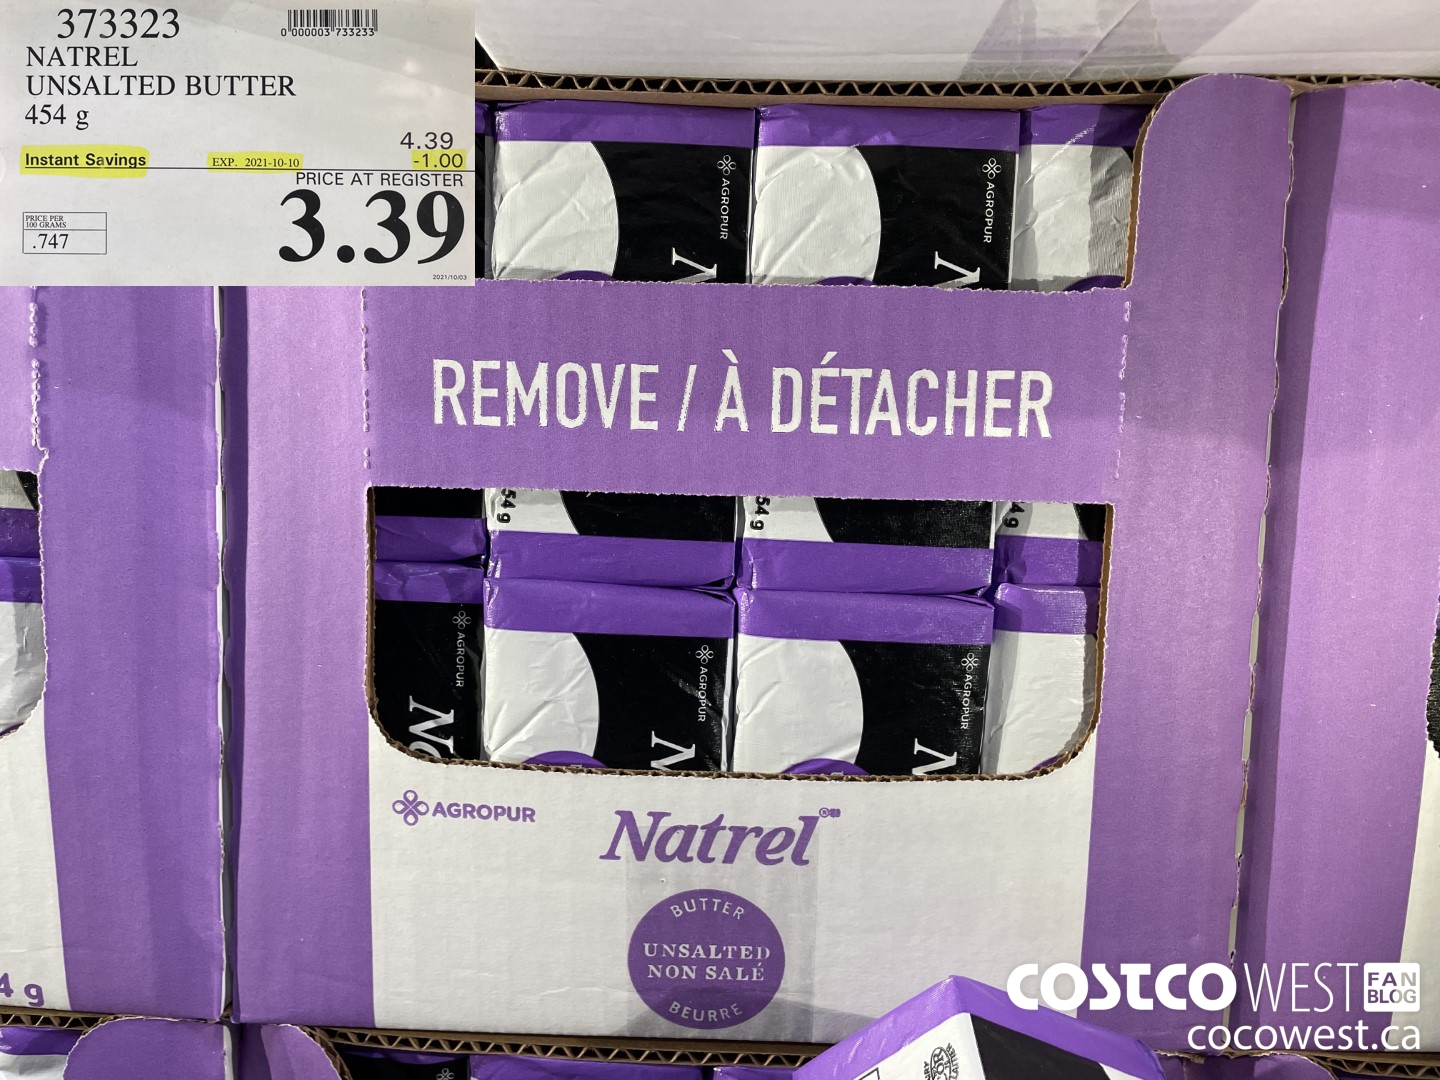 373323
0 000003 733233
NATREL
UNSALTED BUTTER
454 g
4.39
Instant Savings EXP. 2021-10-10 -1.00
PRICE AT REGISTER
3.39
PRICE PER
100 GRAMS
.747
2021/10/03
AGROPUR
AGROPUR
REMOVE / À DÉTACHER
54 g
54 g
4 g
AGROPUR
AGROPUR
AGROPUR
AGROPUR
Natrel
BUTTER
UNSALTED
NON SALÉ
BEURRE
4 g
COSTCO WEST FAN
BLOG
cocowest.ca